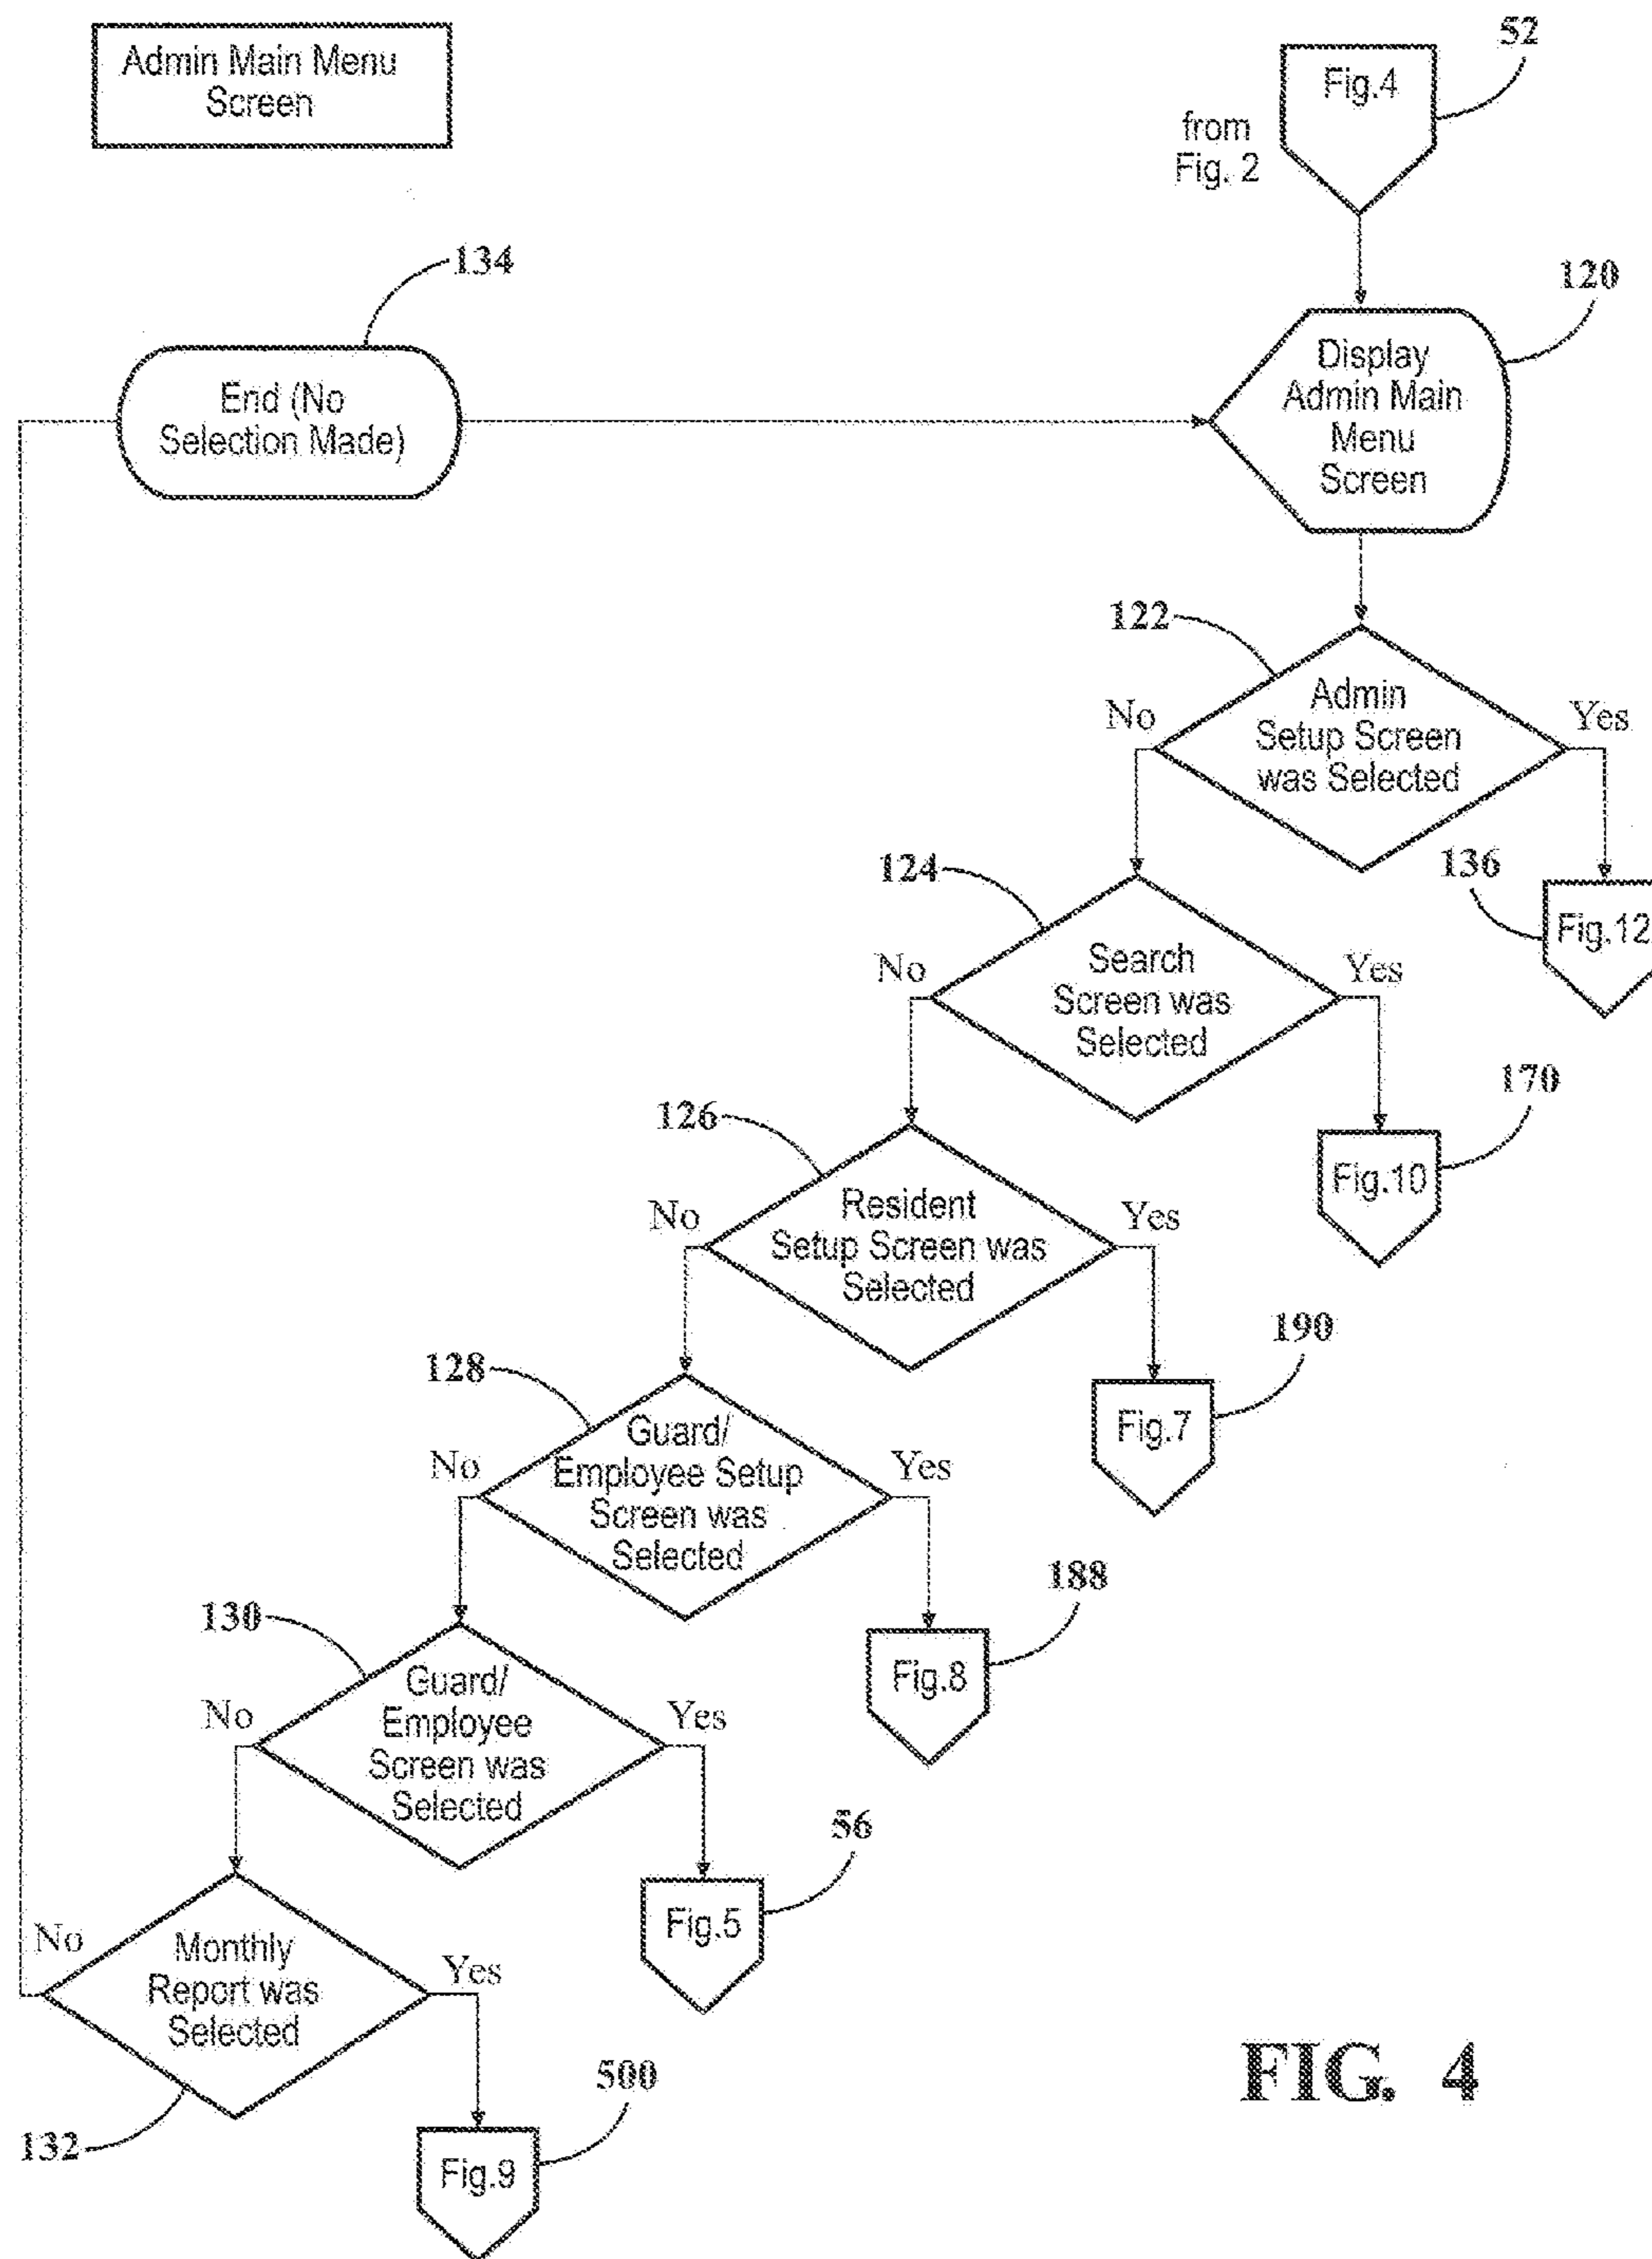 Admin Main Menu
Screen
52
Fig.4
from
Fig. 2
134
120
End (No
Selection Made)
Display
Admin Main
Menu
Screen
122
No
Admin
Setup Screen
was Selected
Yes
124
136
Fig.12
No
Search
Screen was
Selected
Yes
126
170
Fig.10
No
Resident
Setup Screen was
Selected
Yes
128
190
Fig.7
No
Guard/
Employee Setup
Screen was
Selected
Yes
130
188
Fig.8
No
Guard/
Employee
Screen was
Selected
Yes
56
Fig.5
No
Monthly
Report was
Selected
Yes
132
500
Fig.9
FIG. 4